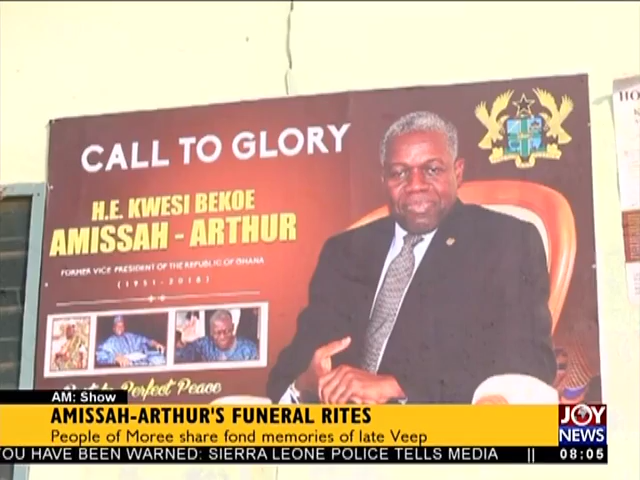 CALL TO GLORY
H.E. KWESI BEKOE
AMISSAH - ARTHUR
FORMER VICE PRESIDENT OF THE REPUBLIC OF GHANA
(1951 - 2018)
Perfect Peace
AM: Show
AMISSAH-ARTHUR'S FUNERAL RITES
People of Moree share fond memories of late Veep
JOY
NEWS
YOU HAVE BEEN WARNED: SIERRA LEONE POLICE TELLS MEDIA ||
08:05